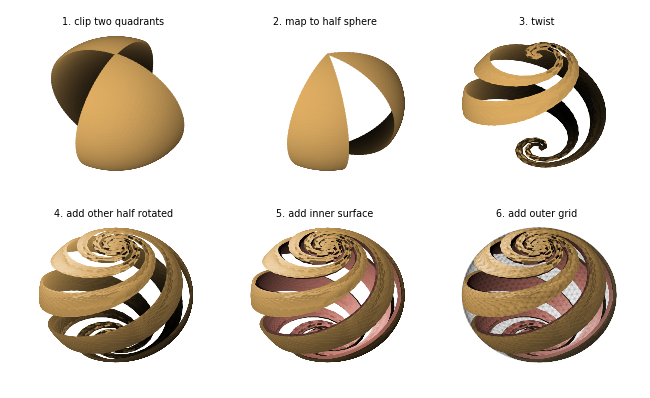 1. clip two quadrants
2. map to half sphere
3. twist
4. add other half rotated
5. add inner surface
6. add outer grid